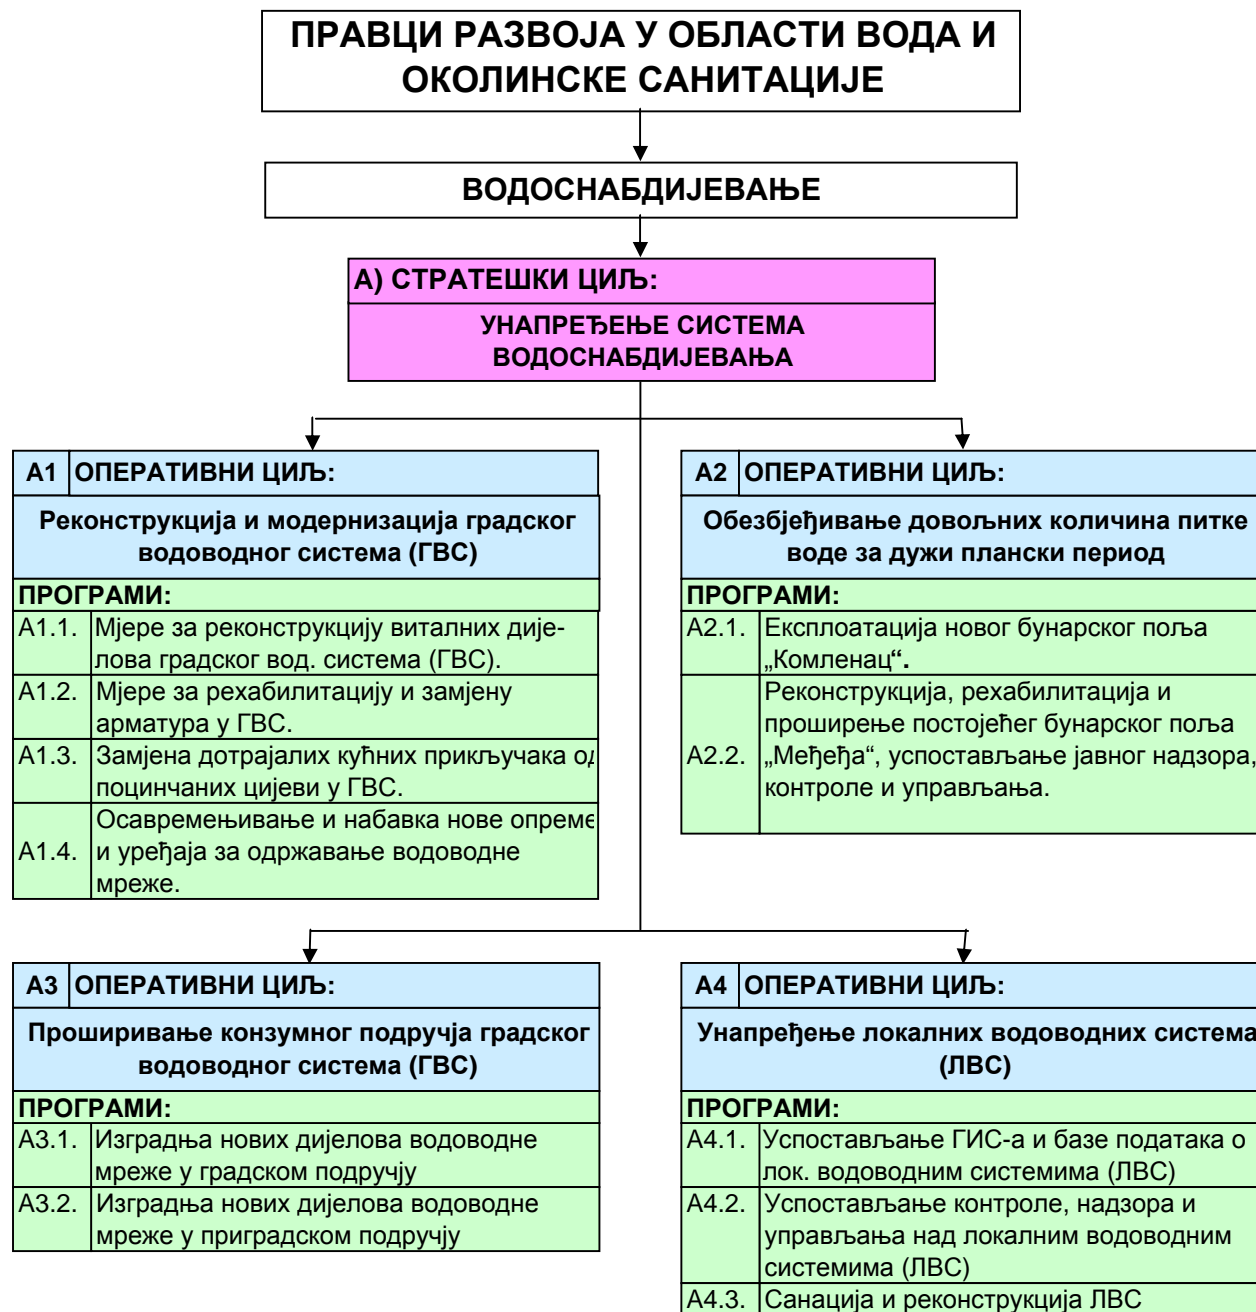 ПРАВЦИ РАЗВОЈА У ОБЛАСТИ ВОДА И
ОКОЛИНСКЕ САНИТАЦИЈЕ
ВОДОСНАБДИЈЕВАЊЕ
А) СТРАТЕШКИ ЦИЉ:
УНАПРЕЂЕЊЕ СИСТЕМА
ВОДОСНАБДИЈЕВАЊА
А1 ОПЕРАТИВНИ ЦИЉ:
Реконструкција и модернизација градског
водоводног система (ГВС)
ПРОГРАМИ:
А1.1. Мјере за реконструкцију виталних дије-
лова градског вод. система (ГВС).
А1.2. Мјере за рехабилитацију и замјену
арматура у ГВС.
А1.3. Замјена дотрајалих кућних прикључака од
поцинчаних цијеви у ГВС.
Осавремењивање и набавка нове опреме
А1.4. и уређаја за одржавање водоводне
мреже.
А2 ОПЕРАТИВНИ ЦИЉ:
Обезбјеђивање довољних количина питке
воде за дужи плански период
ПРОГРАМИ:
А2.1. Експлоатација новог бунарског поља
„Комленац“.
Реконструкција, рехабилитација и
проширење постојећег бунарског поља
А2.2. „Међеђа“, успостављање јавног надзора,
контроле и управљања.
А3 ОПЕРАТИВНИ ЦИЉ:
Проширивање конзумног подручја градског
водоводног система (ГВС)
ПРОГРАМИ:
А3.1. Изградња нових дијелова водоводне
мреже у градском подручју
А3.2. Изградња нових дијелова водоводне
мреже у приградском подручју
А4 ОПЕРАТИВНИ ЦИЉ:
Унапређење локалних водоводних система
(ЛВС)
ПРОГРАМИ:
А4.1. Успостављање ГИС-а и базе података о
лок. водоводним системима (ЛВС)
А4.2. Успостављање контроле, надзора и
управљања над локалним водоводним
системима (ЛВС)
А4.3. Санација и реконструкција ЛВС